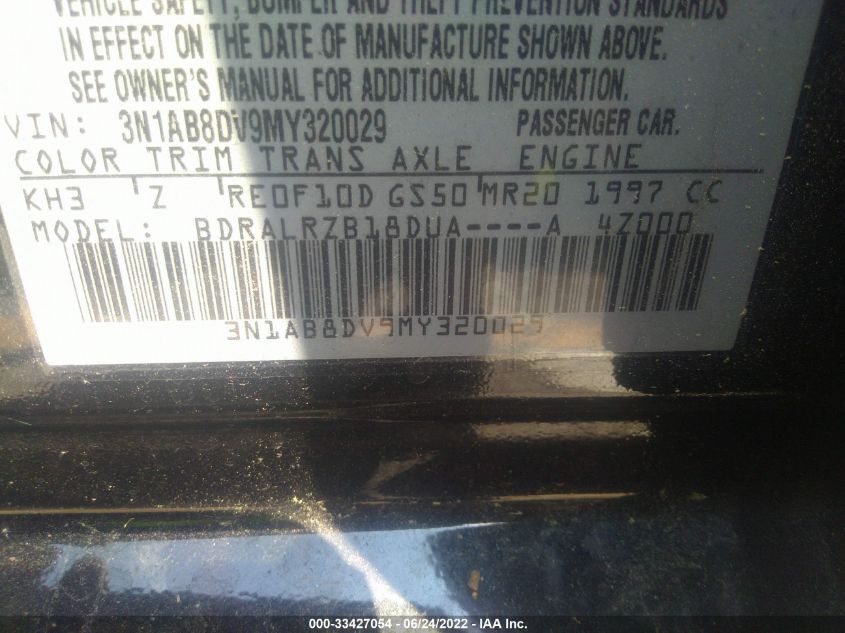 VEHICLE SAFETY, BUMPER AND THEFT PREVENTION STANDARDS
IN EFFECT ON THE DATE OF MANUFACTURE SHOWN ABOVE.
SEE OWNER'S MANUAL FOR ADDITIONAL INFORMATION.
VIN: 3N1AB8DV9MY320029 PASSENGER CAR.
COLOR TRIM TRANS AXLE ENGINE
KH3 Z RE0F10D GS50 MR20 1997 CC
MODEL: BDRALRZB18DUA----A 4Z000
3N1AB8DV9MY320029
000-33427054 - 06/24/2022 - IAA Inc.